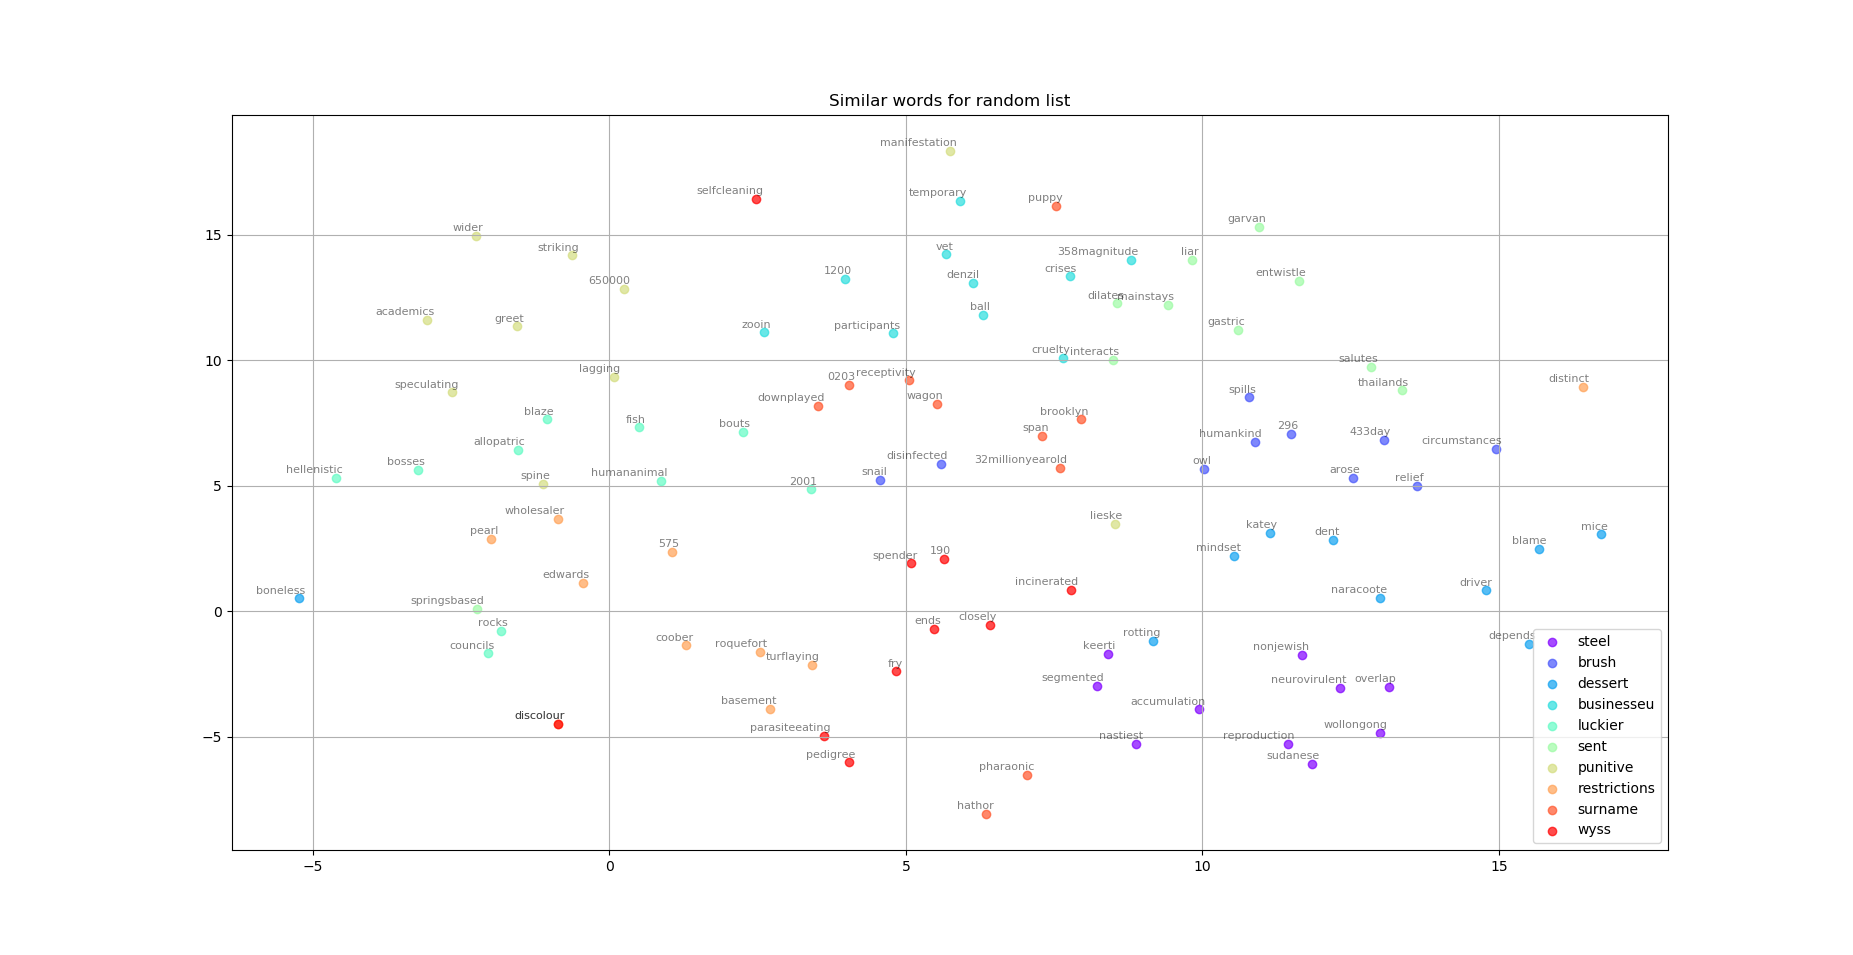 Similar words for random list
manifestation
selfcleaning
temporary
puppy
garvan
wider
striking
vet
358magnitude
liar
1200
denzil
crises
entwistle
650000
dilates
mainstays
ball
academics
greet
zooin
participants
gastric
cruelty
interacts
salutes
lagging
0203
receptivity
speculating
thailands
distinct
downplayed
wagon
spills
blaze
fish
bouts
brooklyn
span
humankind
296
433day
circumstances
allopatric
disinfected
32millionyearold
owl
hellenistic
bosses
spine
humananimal
2001
snail
arose
relief
wholesaler
pearl
575
lieske
katey
dent
mice
spender
190
mindset
blame
boneless
edwards
incinerated
naracoote
driver
springsbased
rocks
councils
coober
roquefort
turflaying
ends
closely
fry
rotting
keerti
nonjewish
depends
segmented
neurovirulent
overlap
basement
accumulation
discolour
parasiteeating
nastiest
reproduction
wollongong
pedigree
pharaonic
sudanese
hathor
15
10
5
0
−5
−5
0
5
10
15
steel
brush
dessert
businesseu
luckier
sent
punitive
restrictions
surname
wyss